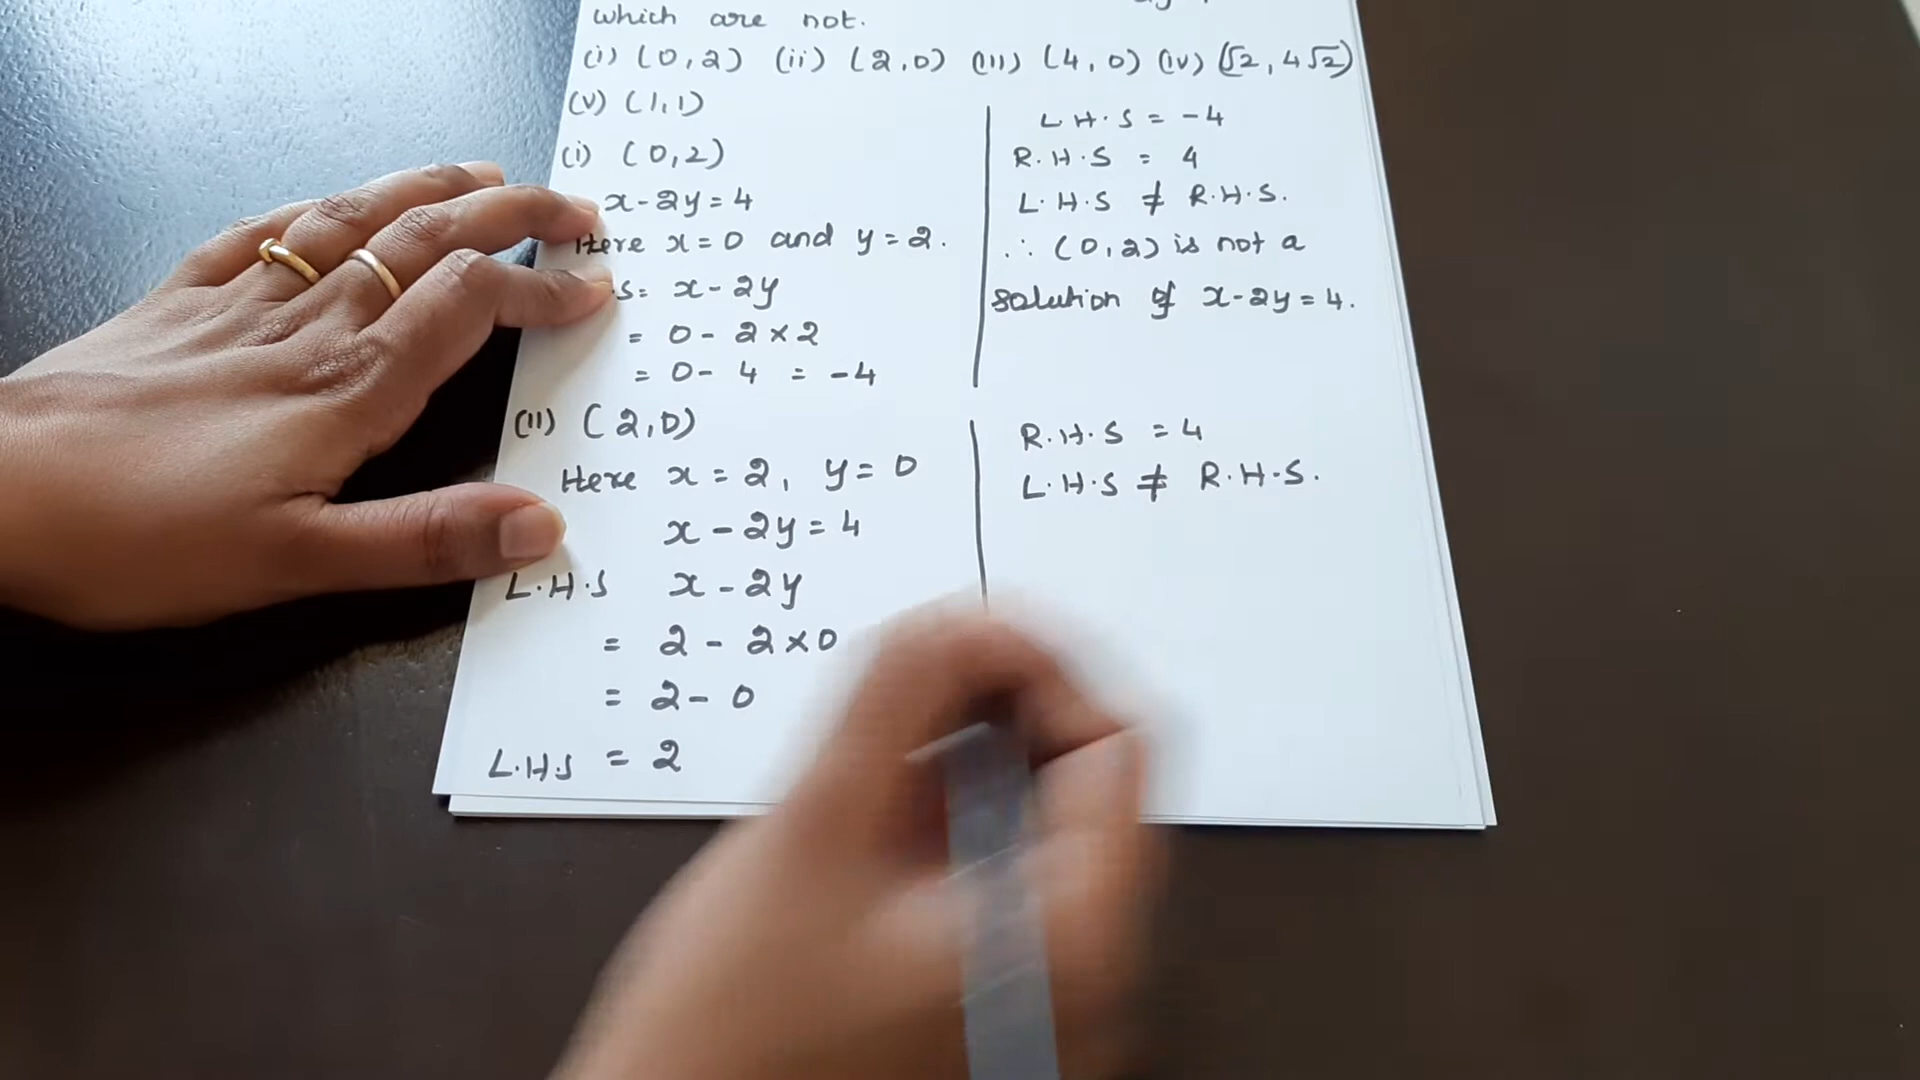 which are not.
(i) (0,2) (ii) (2,0) (III) (4,0) (iv) (√2, 4√2)
(v) (1,1)
(i) (0,2)
x-2y=4
Here x=0 and y=2.
.S= x-2y
= 0-2×2
= 0-4 = -4
L.H.S = -4
R.H.S = 4
L.H.S ≠ R.H.S.
∴ (0,2) is not a
solution of x-2y=4.
(II) (2,0)
Here x=2, y=0
x-2y=4
L.H.S x-2y
= 2-2×0
= 2-0
L.H.S = 2
R.H.S = 4
L.H.S ≠ R.H.S.